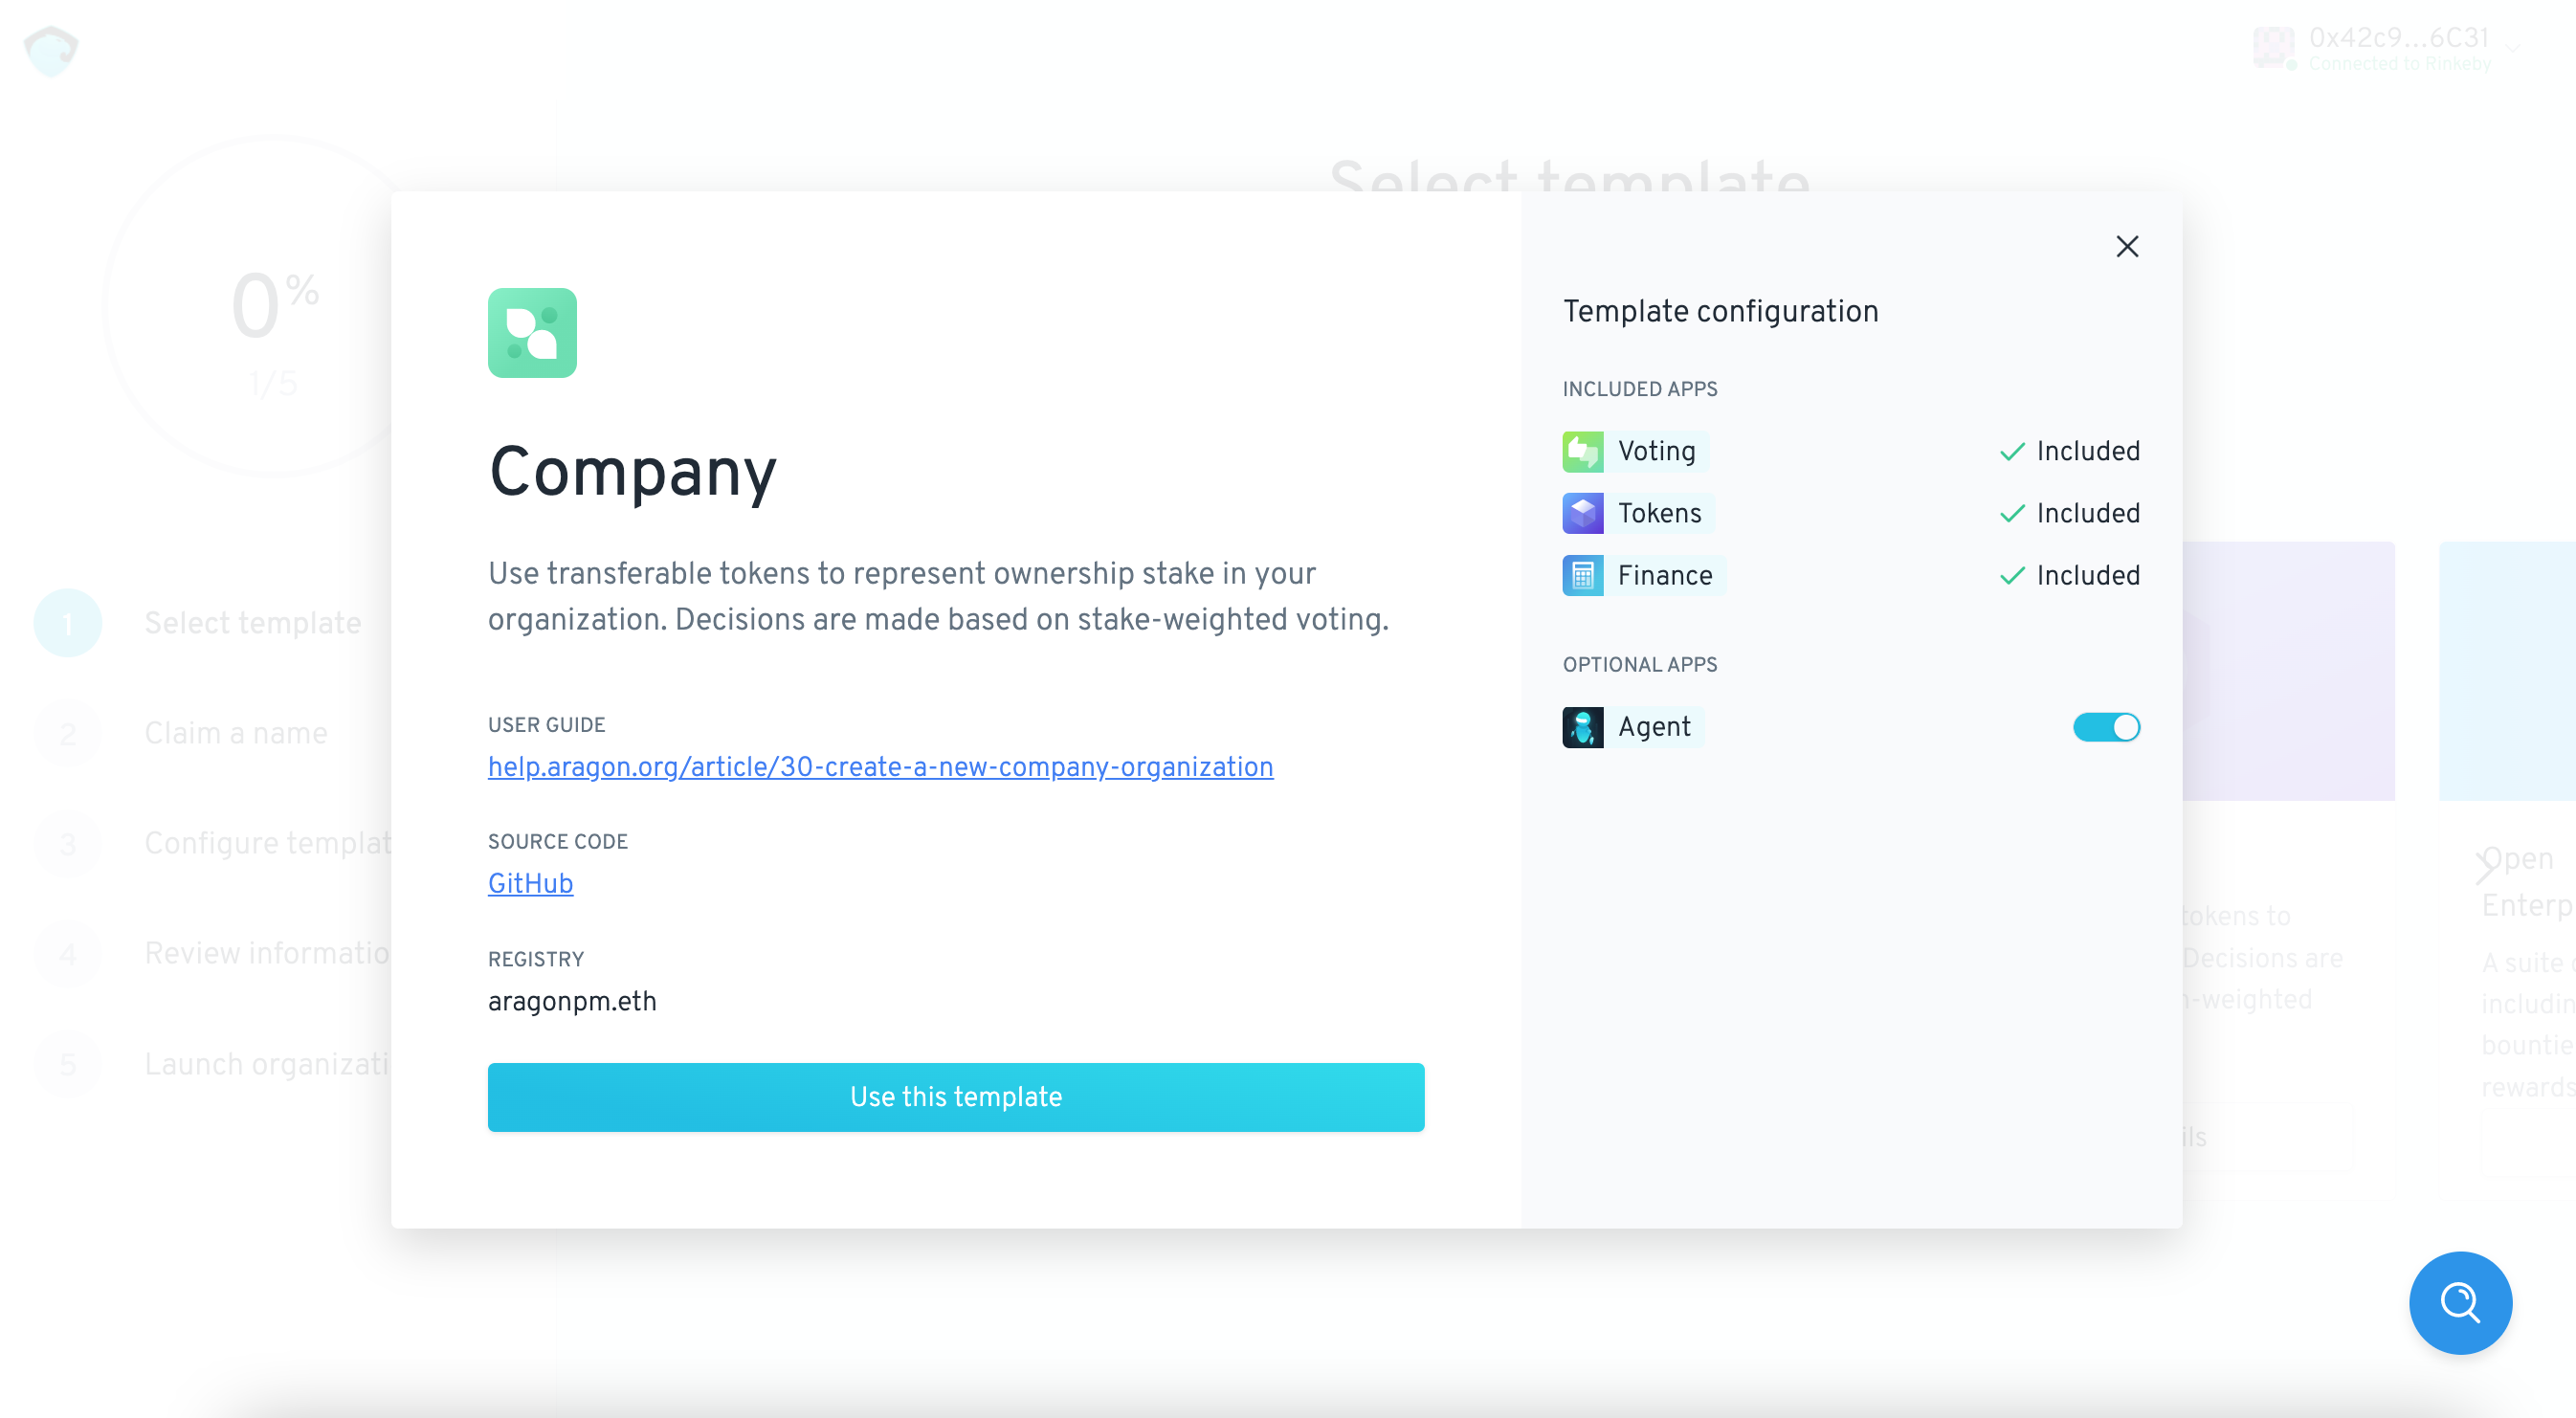 0x42c9...6C31
Connected to Rinkeby
Select template
0%
1/5
1 Select template
2 Claim a name
3 Configure templat
4 Review informatio
5 Launch organizati
Company
Use transferable tokens to represent ownership stake in your
organization. Decisions are made based on stake-weighted voting.
USER GUIDE
help.aragon.org/article/30-create-a-new-company-organization
SOURCE CODE
GitHub
REGISTRY
aragonpm.eth
Use this template
Template configuration
INCLUDED APPS
Voting Included
Tokens Included
Finance Included
OPTIONAL APPS
Agent
tokens to
Decisions are
-weighted
ils
Open
Enterp
A suite
includin
bountie
rewards